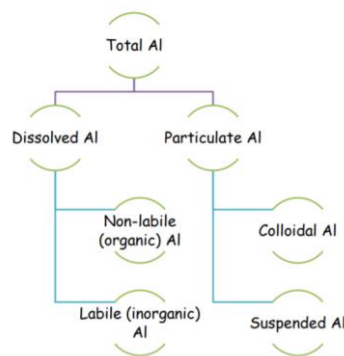 Total Al
Dissolved Al
Particulate Al
Non-labile
(organic) Al
Colloidal Al
Labile (inorganic)
Al
Suspended Al